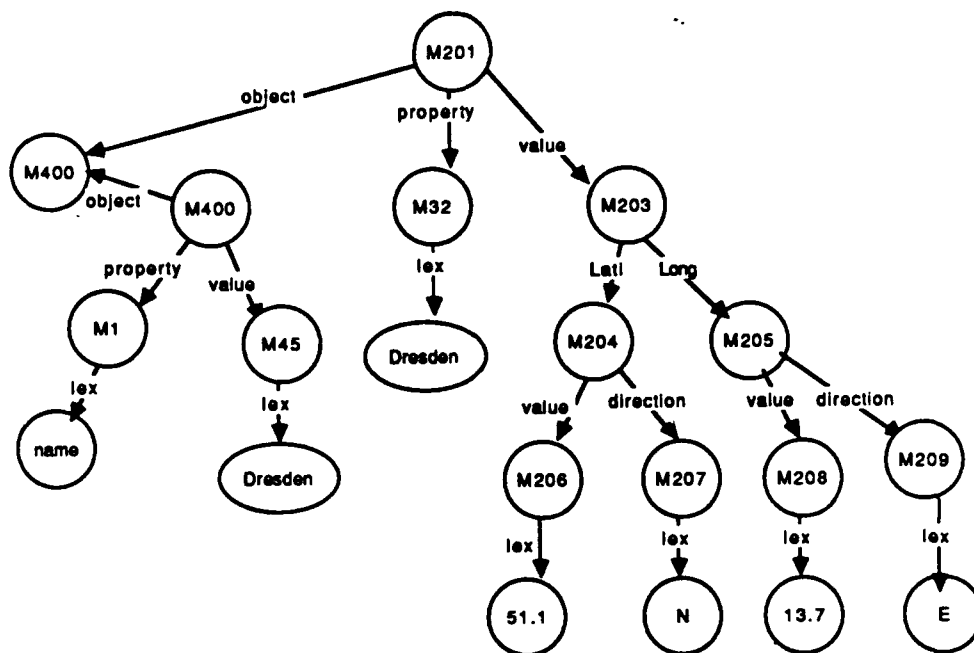 M201
object
property
value
M400
object
M400
M32
M203
lex
Lati
Long
property
value
M1
M45
Dresden
M204
M205
lex
lex
value
direction
value
direction
name
Dresden
M206
M207
M208
M209
lex
lex
lex
lex
51.1
N
13.7
E